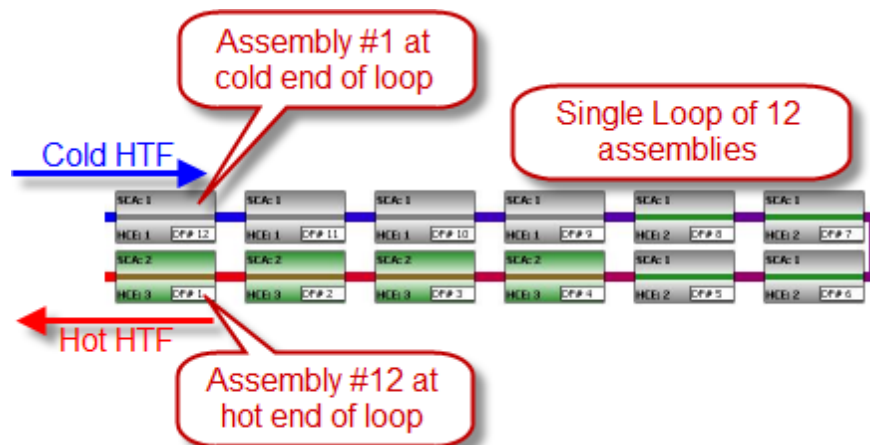 Assembly #1 at
cold end of loop
Single Loop of 12
assemblies
Cold HTF
SCA: 1 SCA: 1 SCA: 1 SCA: 1 SCA: 1 SCA: 1
HCE: 1 DF# 12 HCE: 1 DF# 11 HCE: 1 DF# 10 HCE: 1 DF# 9 HCE: 2 DF# 8 HCE: 2 DF# 7
SCA: 2 SCA: 2 SCA: 2 SCA: 2 SCA: 1 SCA: 1
HCE: 3 DF# 1 HCE: 3 DF# 2 HCE: 3 DF# 3 HCE: 3 DF# 4 HCE: 2 DF# 5 HCE: 2 DF# 6
Hot HTF
Assembly #12 at
hot end of loop